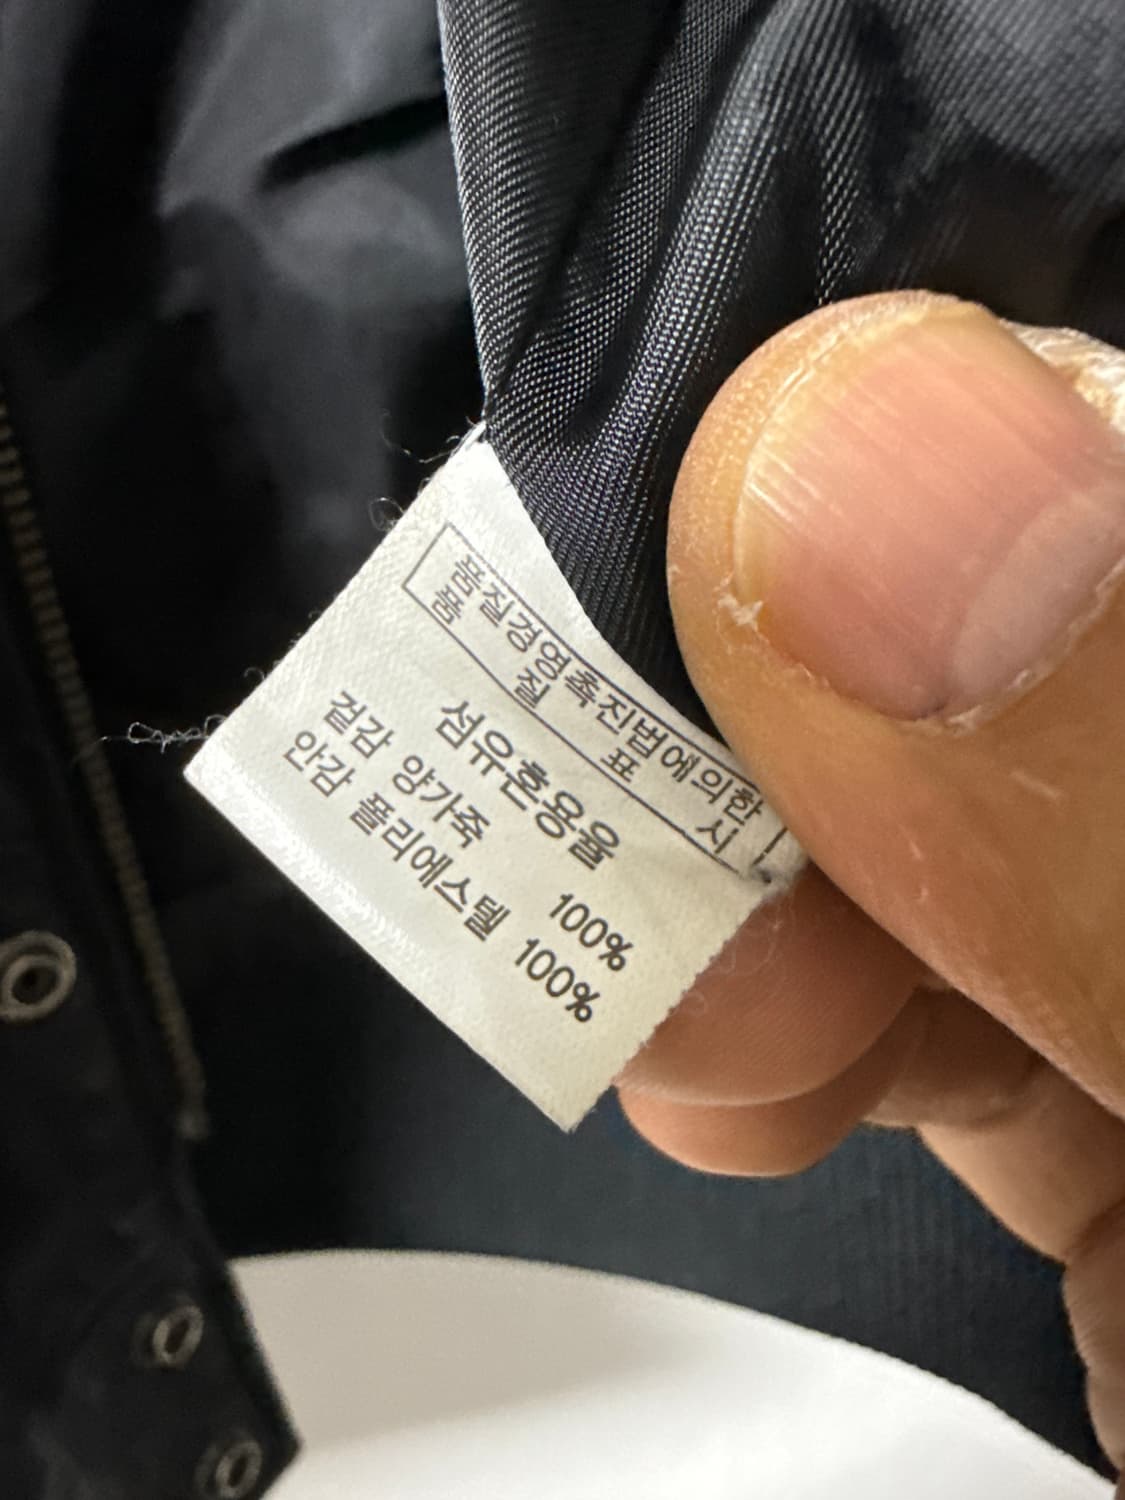 품질경영촉진법에의한
품 질 표 시
섬유혼용율
겉감 양가죽 100%
안감 폴리에스텔 100%